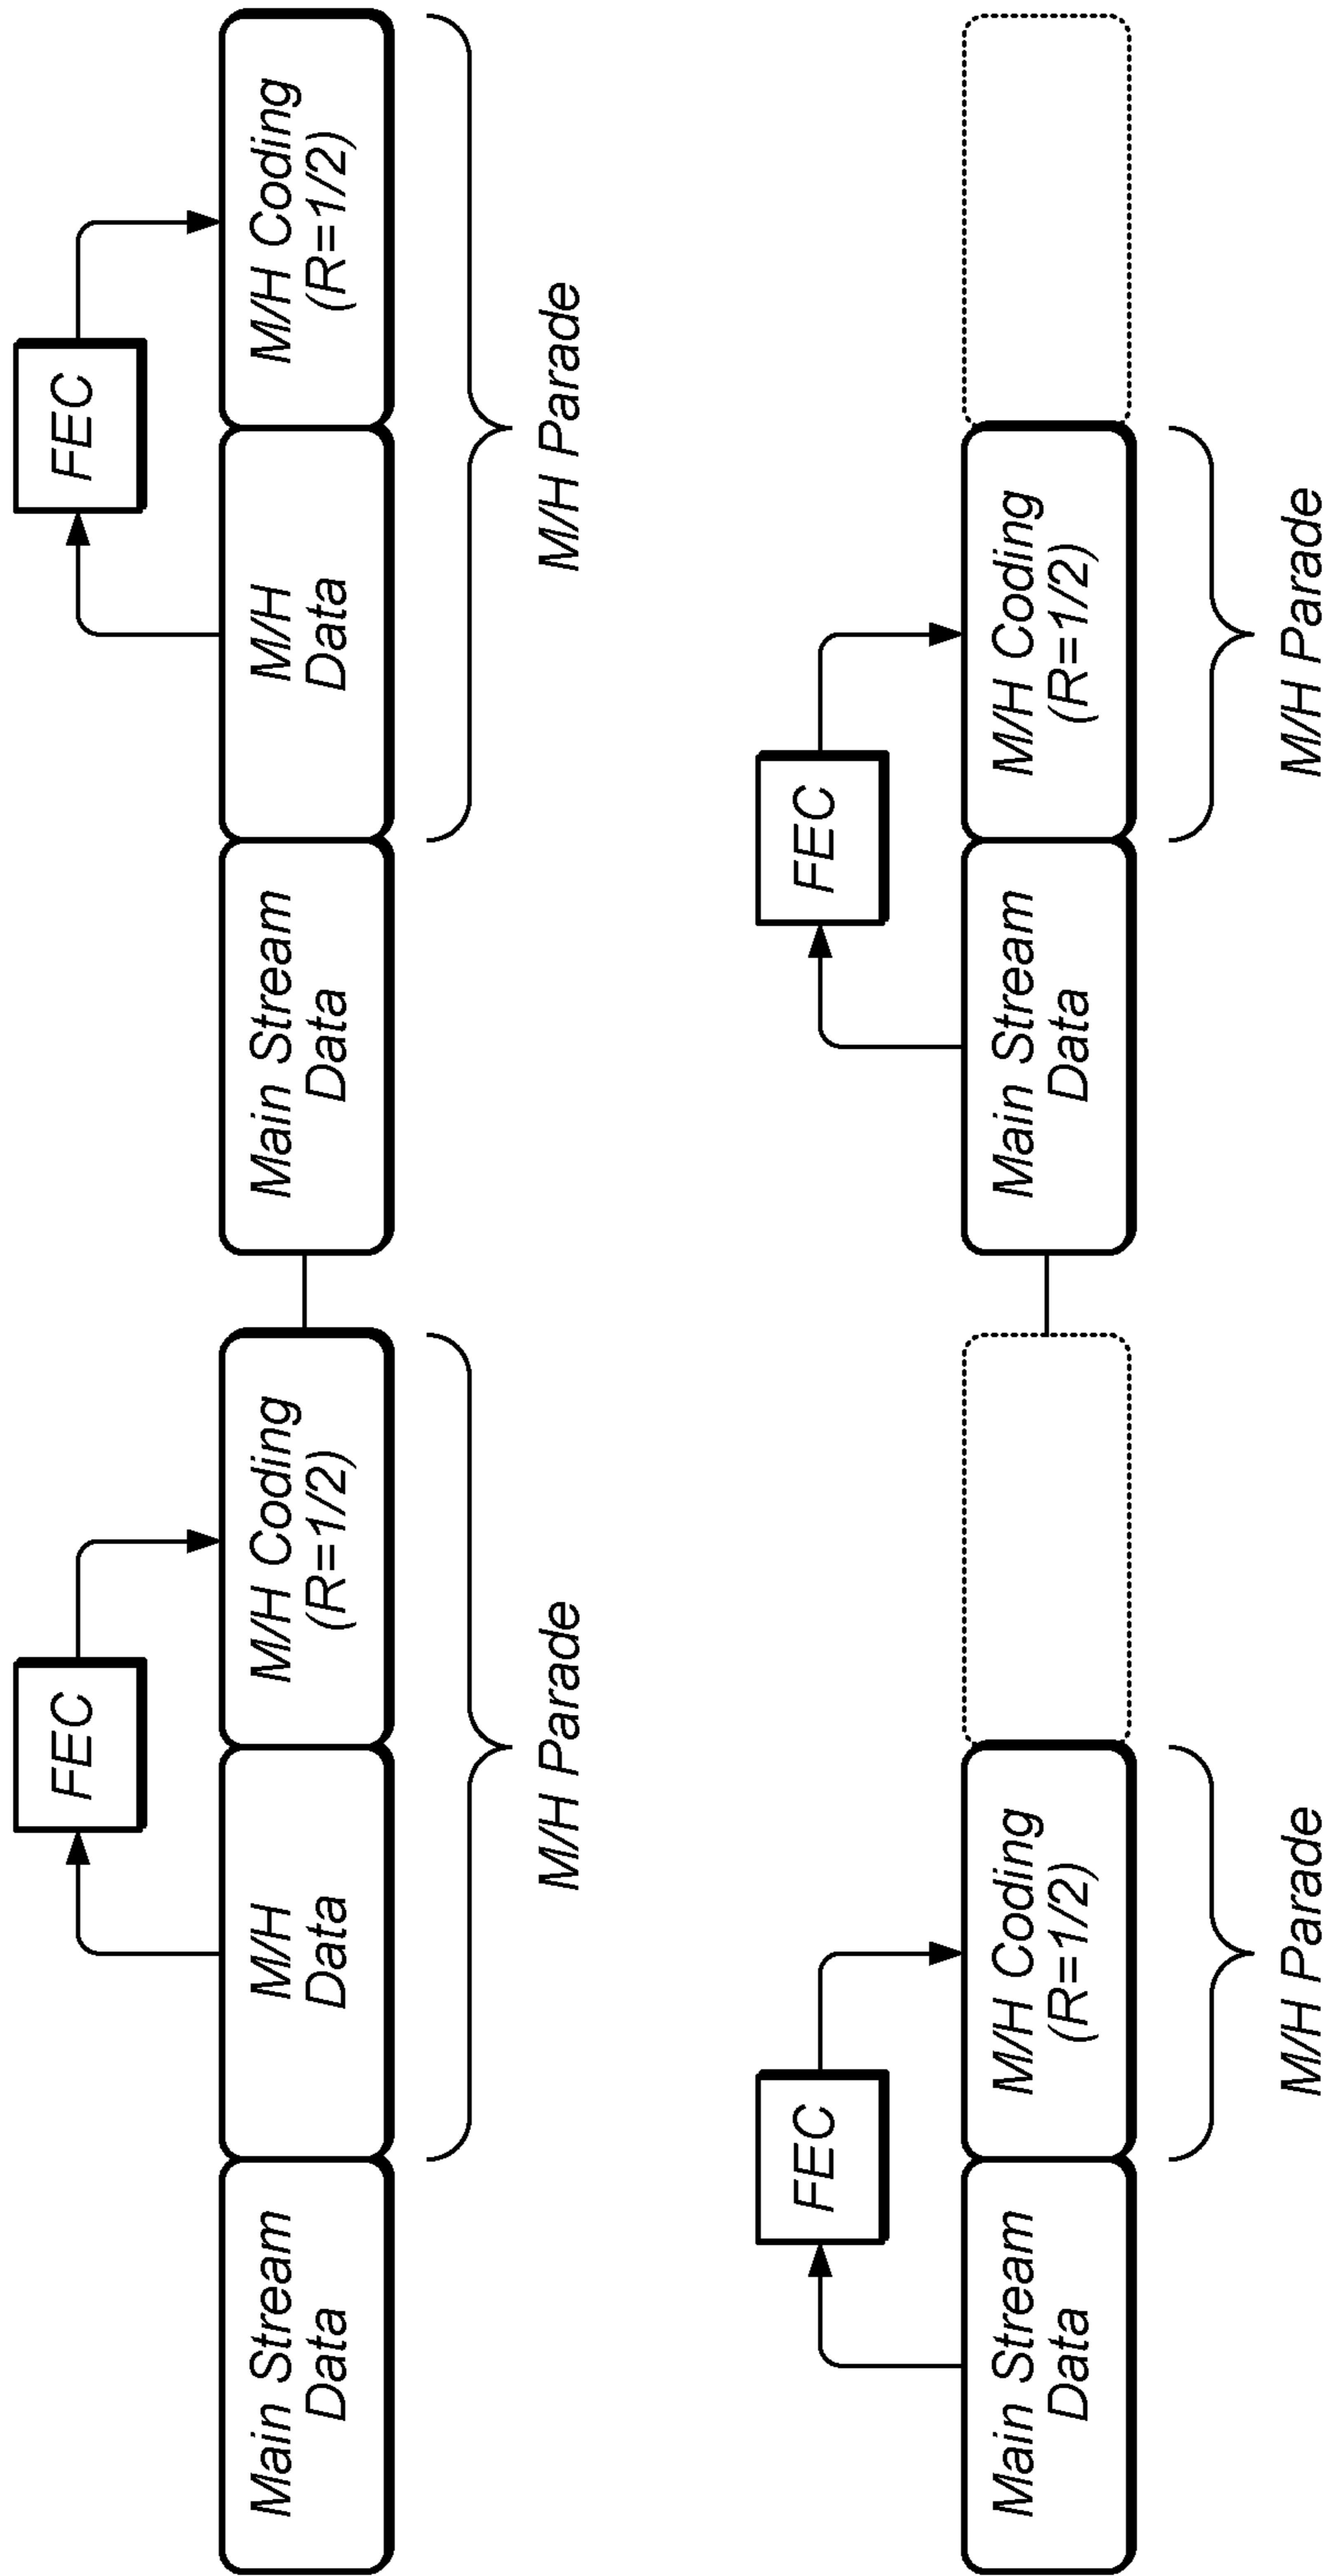 FEC
FEC
Main Stream
Data
M/H
Data
M/H Coding
(R=1/2)
Main Stream
Data
M/H
Data
M/H Coding
(R=1/2)
M/H Parade
M/H Parade
FEC
FEC
Main Stream
Data
M/H Coding
(R=1/2)
Main Stream
Data
M/H Coding
(R=1/2)
M/H Parade
M/H Parade